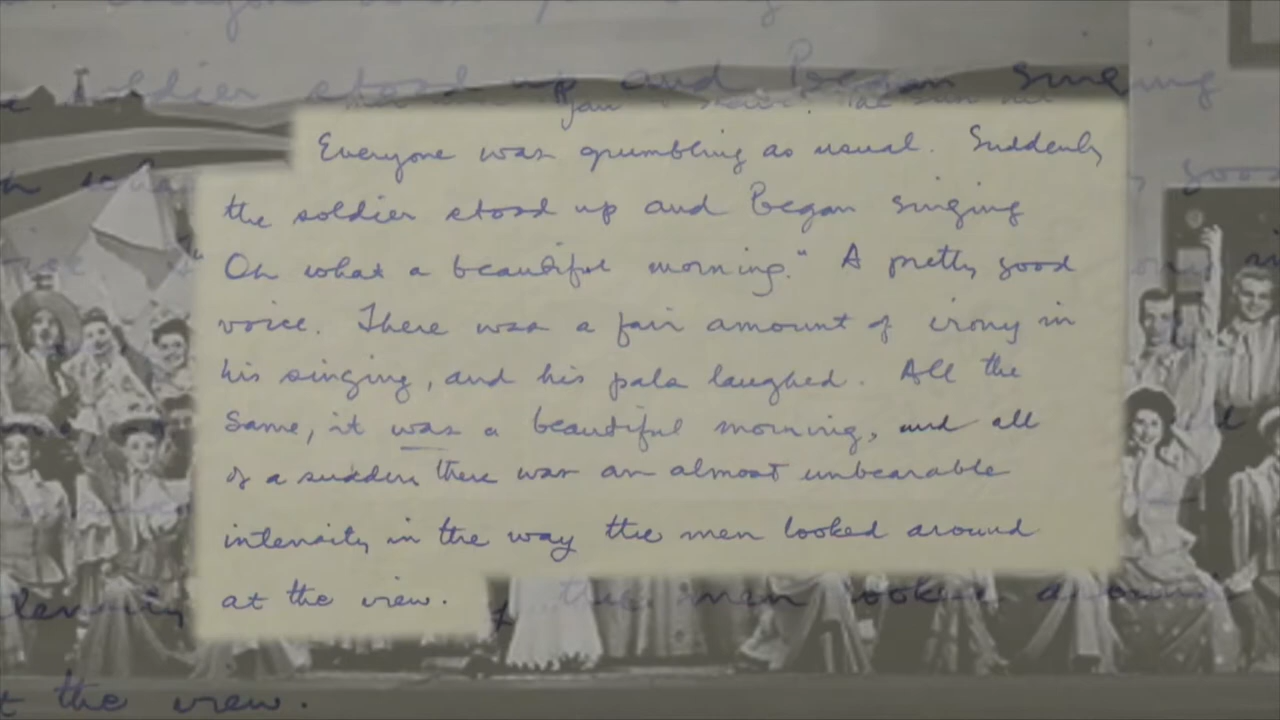 Everyone was grumbling as usual. Suddenly
the soldier stood up and Began singing
Oh what a beautiful morning." A pretty good
voice. There was a fair amount of irony in
his singing, and his pals laughed. All the
Same, it was a beautiful morning, and all
of a sudden there was an almost unbearable
intensity in the way the men looked around
at the view.